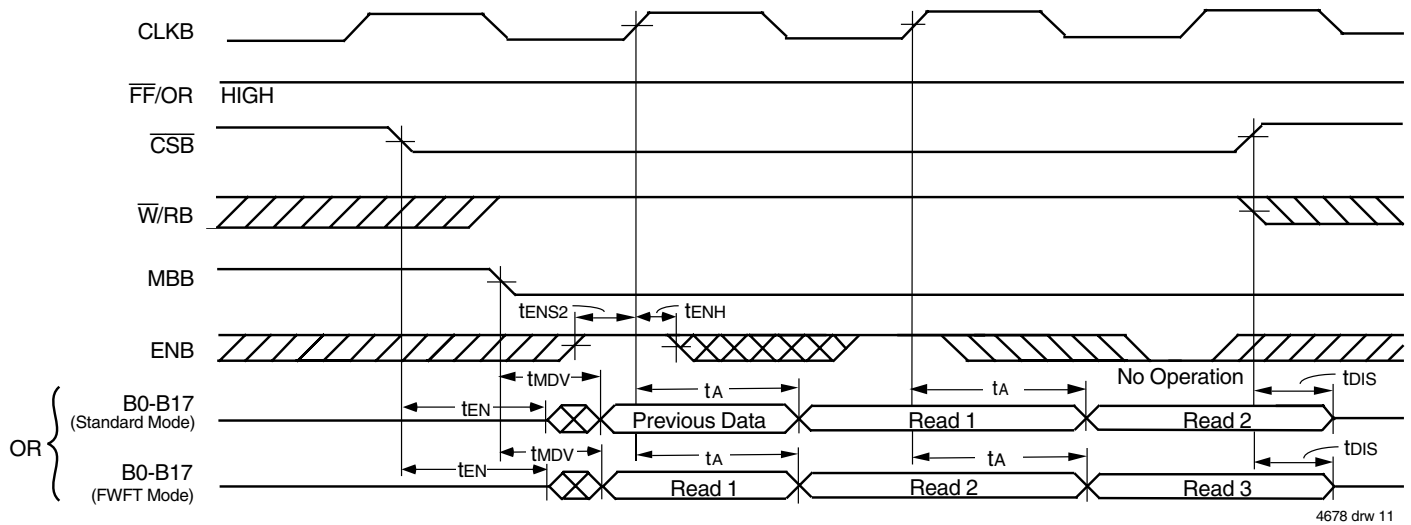 CLKB
FF/OR HIGH
CSB
W/RB
MBB
tENS2 tENH
ENB
No Operation
tMDV tA tA tDIS
B0-B17
(Standard Mode)
tEN Previous Data Read 1 Read 2
OR
tMDV tA tA tDIS
B0-B17
(FWFT Mode)
tEN Read 1 Read 2 Read 3
4678 drw 11